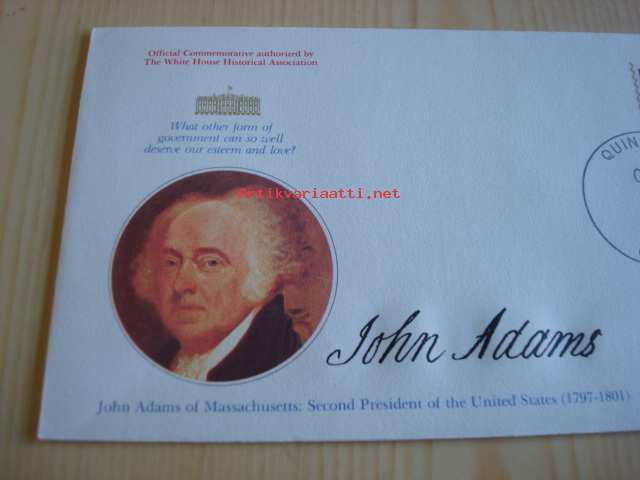 Official Commemorative authorized by
The White House Historical Association
What other form of
government can so well
deserve our esteem and love?
Antikvariaatti.net
QUIN
John Adams
John Adams of Massachusetts: Second President of the United States (1797-1801)